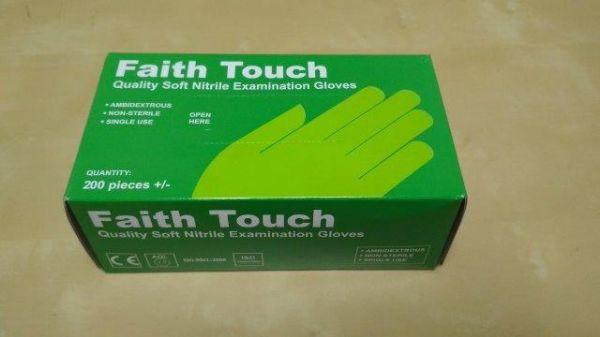 Faith Touch
Quality Soft Nitrile Examination Gloves
• AMBIDEXTROUS
• NON-STERILE
• SINGLE USE
OPEN
HERE
QUANTITY:
200 pieces +/-
Faith Touch
Quality Soft Nitrile Examination Gloves
CE
AQL
• AMBIDEXTROUS
• NON-STERILE
• SINGLE USE